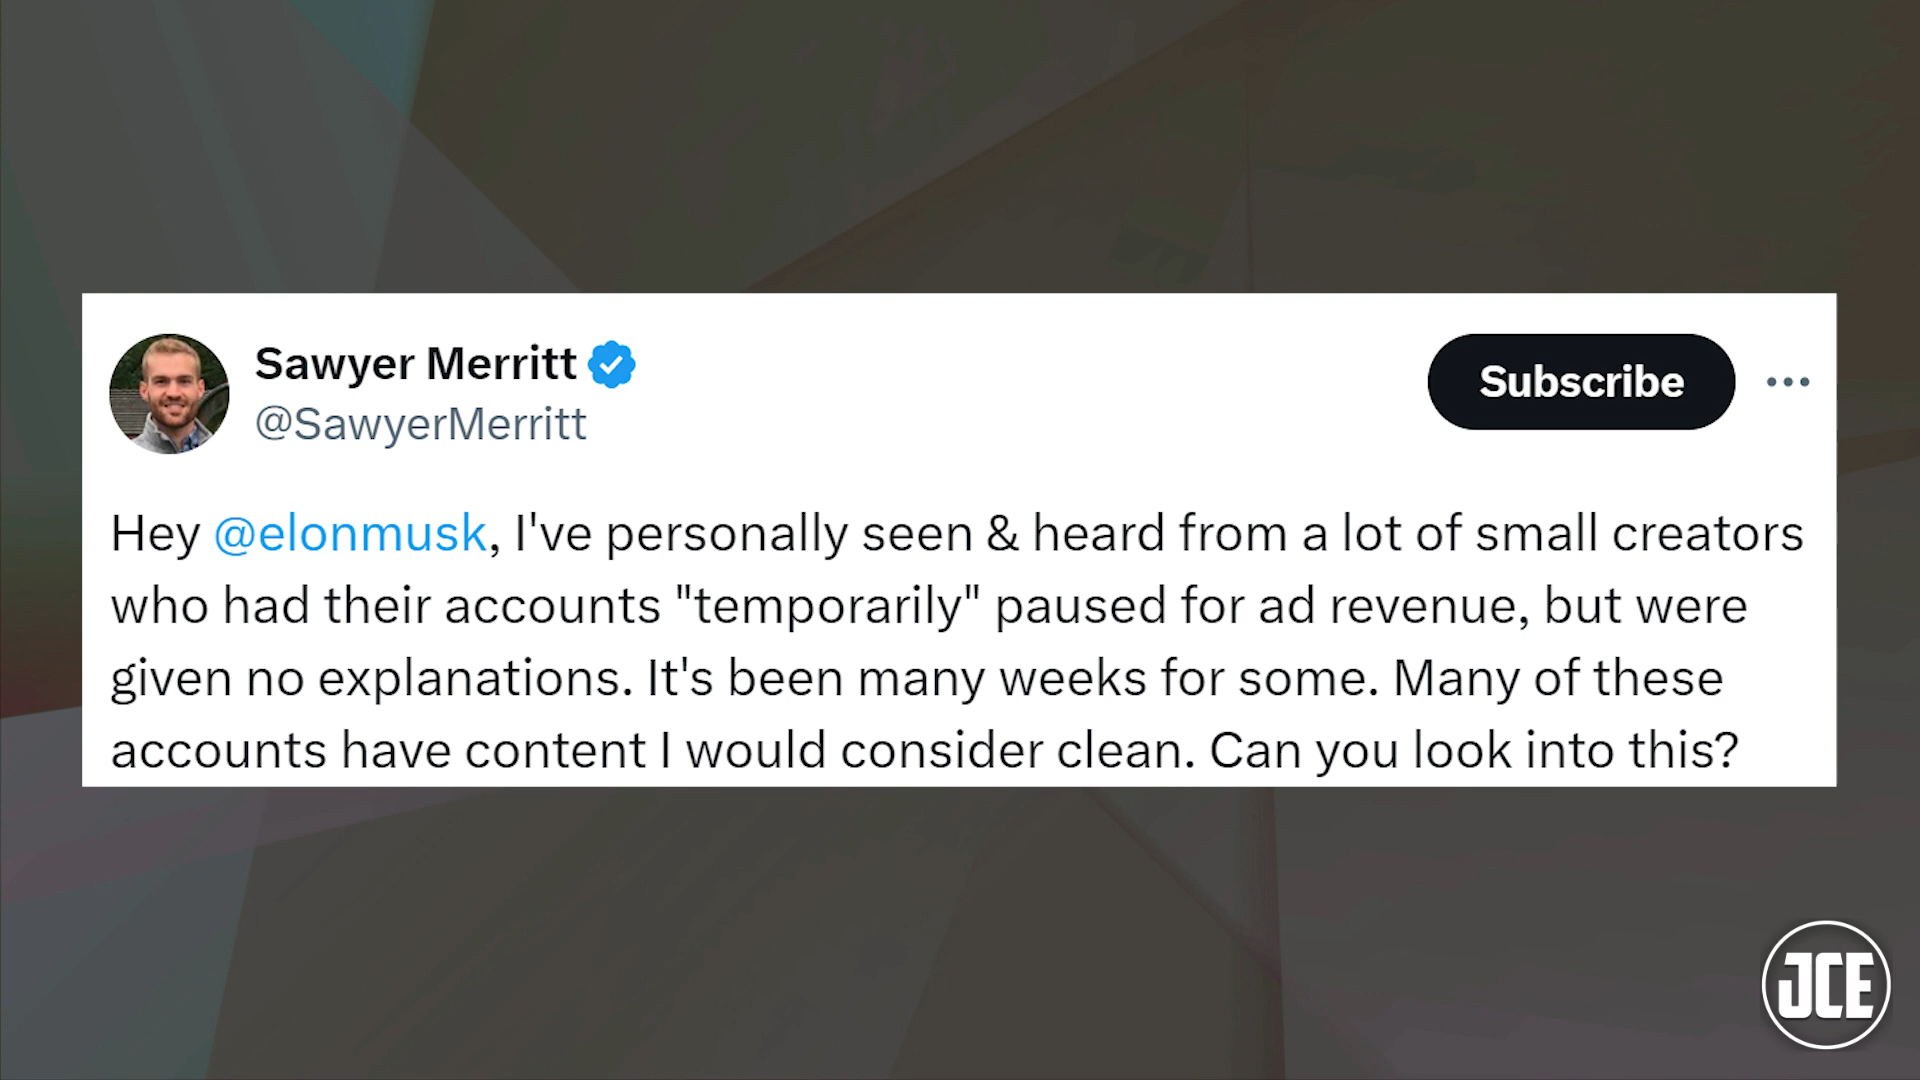 Sawyer Merritt
@SawyerMerritt
Subscribe
Hey @elonmusk, I've personally seen & heard from a lot of small creators
who had their accounts "temporarily" paused for ad revenue, but were
given no explanations. It's been many weeks for some. Many of these
accounts have content I would consider clean. Can you look into this?
JCE